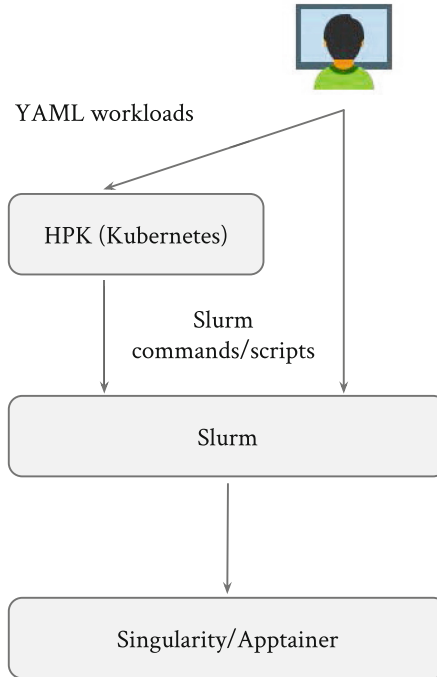 YAML workloads
HPK (Kubernetes)
Slurm
commands/scripts
Slurm
Singularity/Apptainer